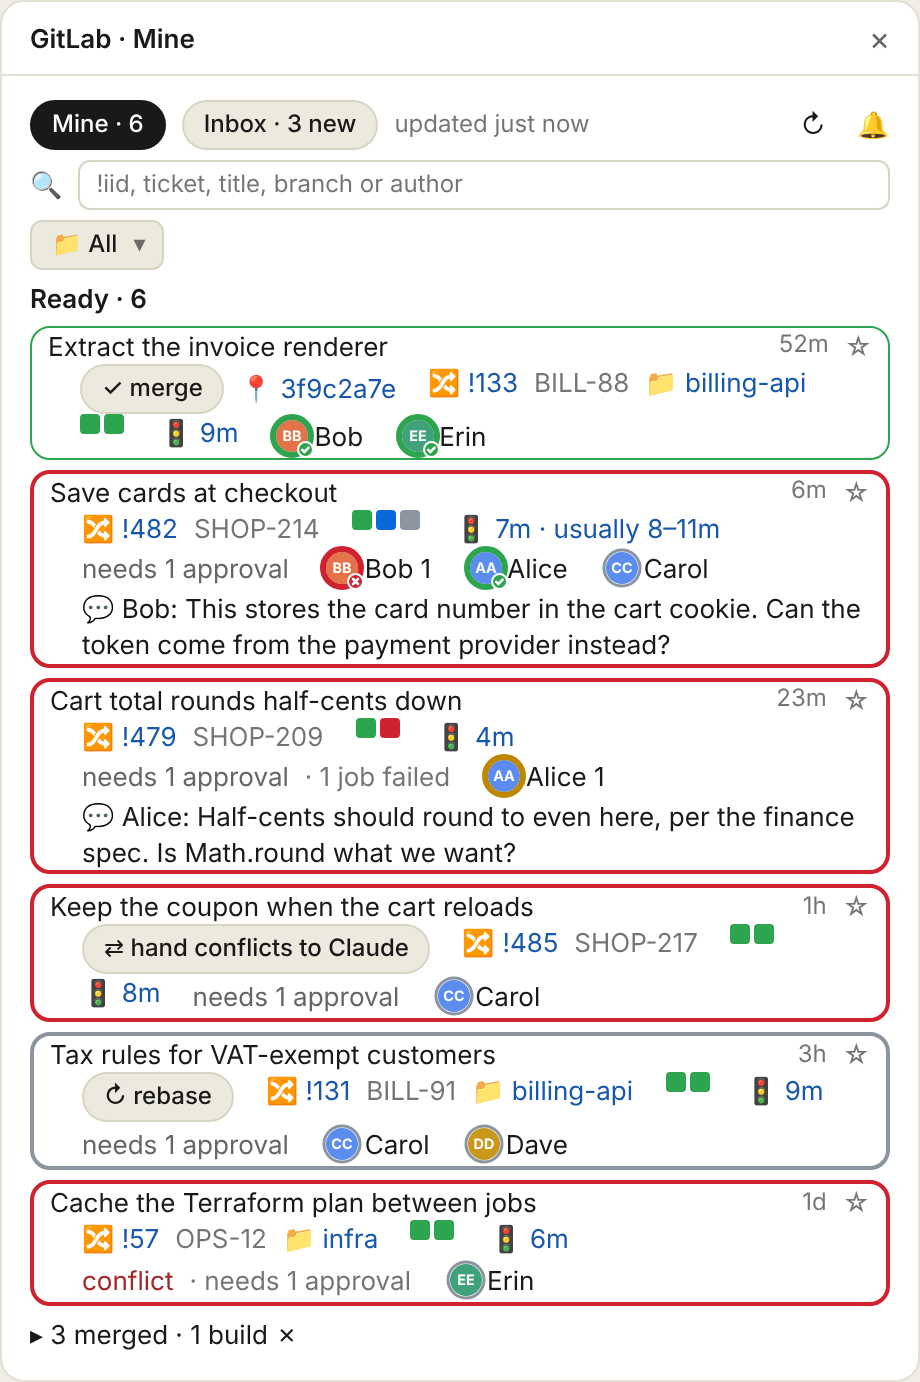 GitLab · Mine ×
Mine · 6 Inbox · 3 new updated just now ↻ 🔔
🔍 !iid, ticket, title, branch or author
📁 All ▾
Ready · 6
Extract the invoice renderer 52m ☆
✓ merge 📍 3f9c2a7e 🔀 !133 BILL-88 📁 billing-api
🚦 9m BB Bob EE Erin
Save cards at checkout 6m ☆
🔀 !482 SHOP-214 🚦 7m · usually 8–11m
needs 1 approval BB Bob 1 AA Alice CC Carol
💬 Bob: This stores the card number in the cart cookie. Can the
token come from the payment provider instead?
Cart total rounds half-cents down 23m ☆
🔀 !479 SHOP-209 🚦 4m
needs 1 approval · 1 job failed AA Alice 1
💬 Alice: Half-cents should round to even here, per the finance
spec. Is Math.round what we want?
Keep the coupon when the cart reloads 1h ☆
⇄ hand conflicts to Claude 🔀 !485 SHOP-217
🚦 8m needs 1 approval CC Carol
Tax rules for VAT-exempt customers 3h ☆
↻ rebase 🔀 !131 BILL-91 📁 billing-api 🚦 9m
needs 1 approval CC Carol DD Dave
Cache the Terraform plan between jobs 1d ☆
🔀 !57 OPS-12 📁 infra 🚦 6m
conflict · needs 1 approval EE Erin
▸ 3 merged · 1 build ×